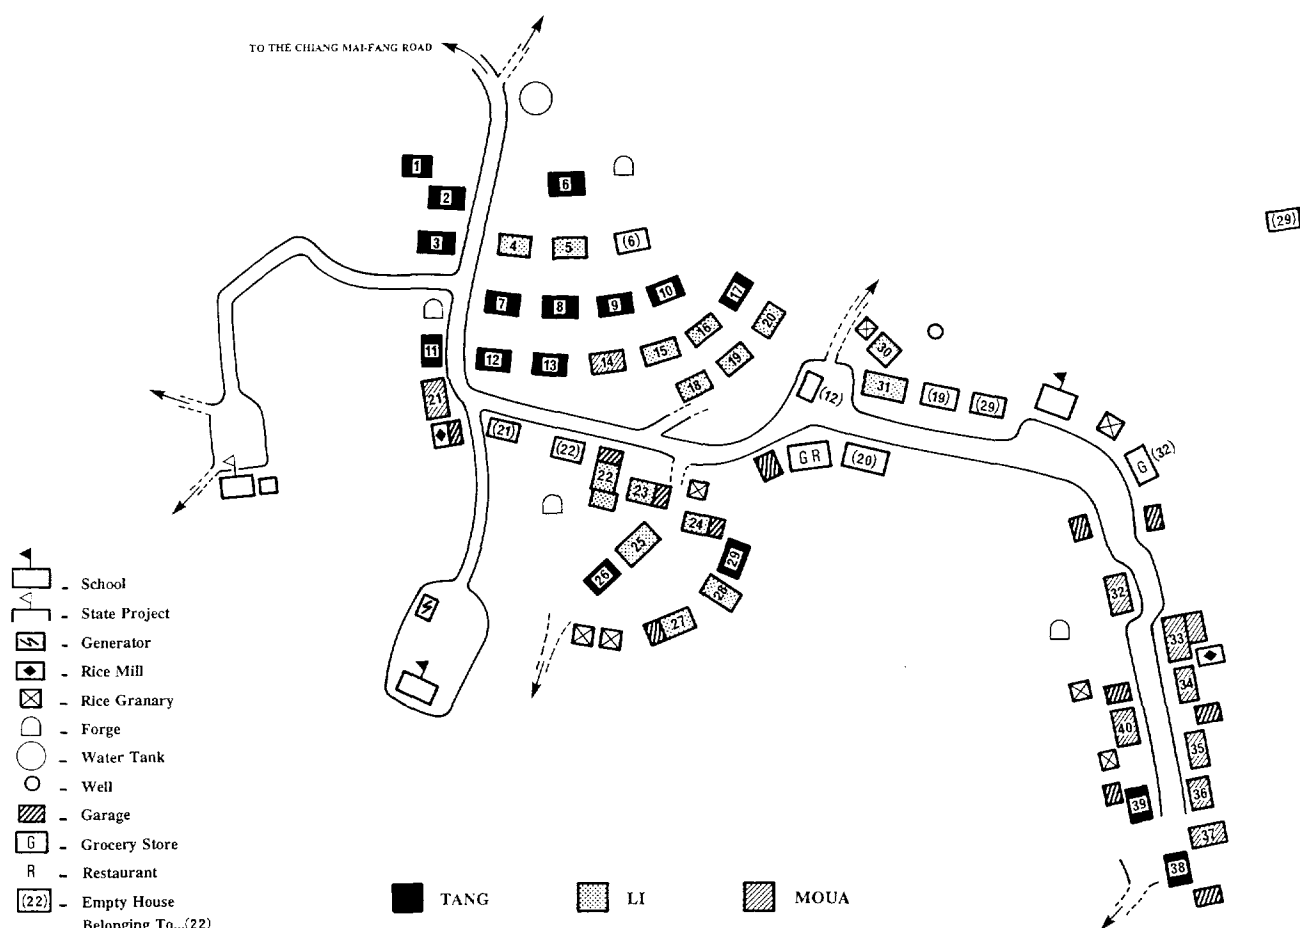 TO THE CHIANG MAI-FANG ROAD
1
2
6
3
4
5
(6)
(29)
7
8
9
10
17
20
11
12
13
14
15
16
19
18
30
31
(19)
(29)
(12)
21
(21)
(22)
G R
(20)
G
(32)
22
23
24
25
26
29
28
27
32
33
34
40
35
36
39
37
38
- School
- State Project
- Generator
- Rice Mill
- Rice Granary
- Forge
- Water Tank
- Well
- Garage
G - Grocery Store
R - Restaurant
(22) - Empty House
Belonging To...(22)
TANG
LI
MOUA